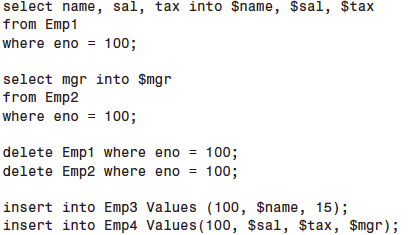 select name, sal, tax into $name, $sal, $tax
from Emp1
where eno = 100;
select mgr into $mgr
from Emp2
where eno = 100;
delete Emp1 where eno = 100;
delete Emp2 where eno = 100;
insert into Emp3 Values (100, $name, 15);
insert into Emp4 Values(100, $sal, $tax, $mgr);